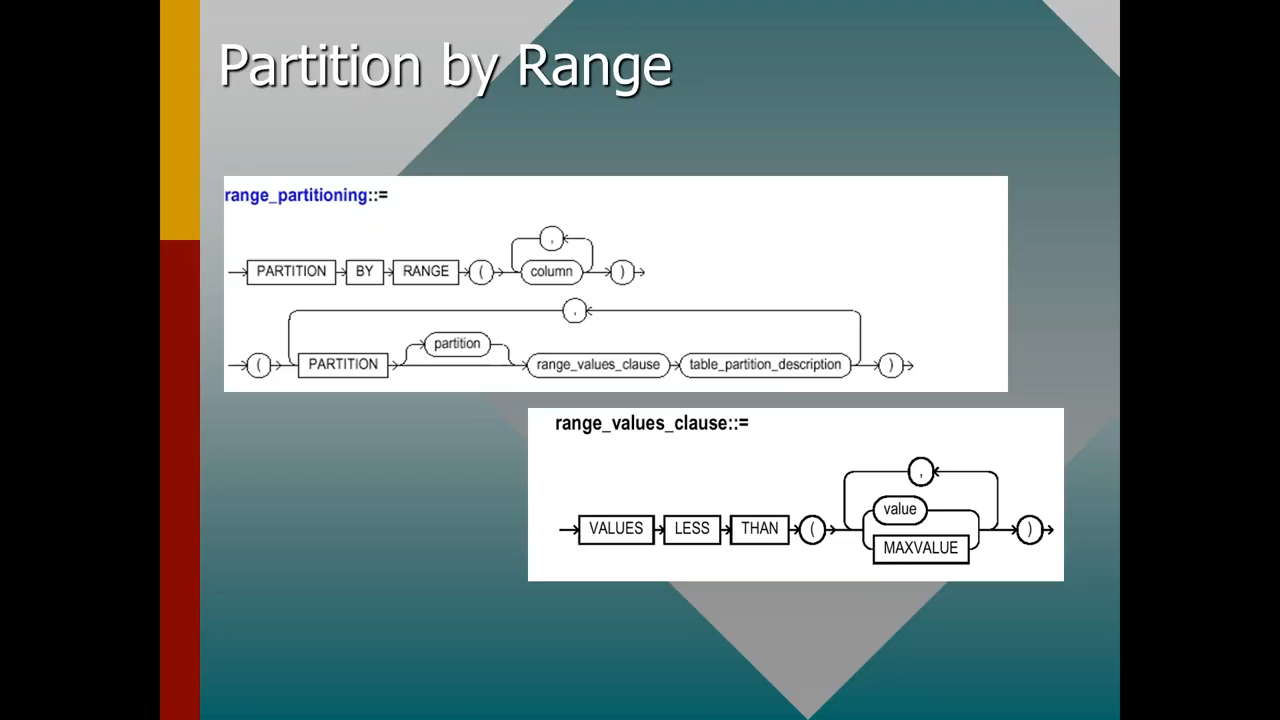 Partition by Range
range_partitioning::=
,
PARTITION BY RANGE ( column )
,
partition
( PARTITION range_values_clause table_partition_description )
range_values_clause::=
,
value
VALUES LESS THAN ( )
MAXVALUE